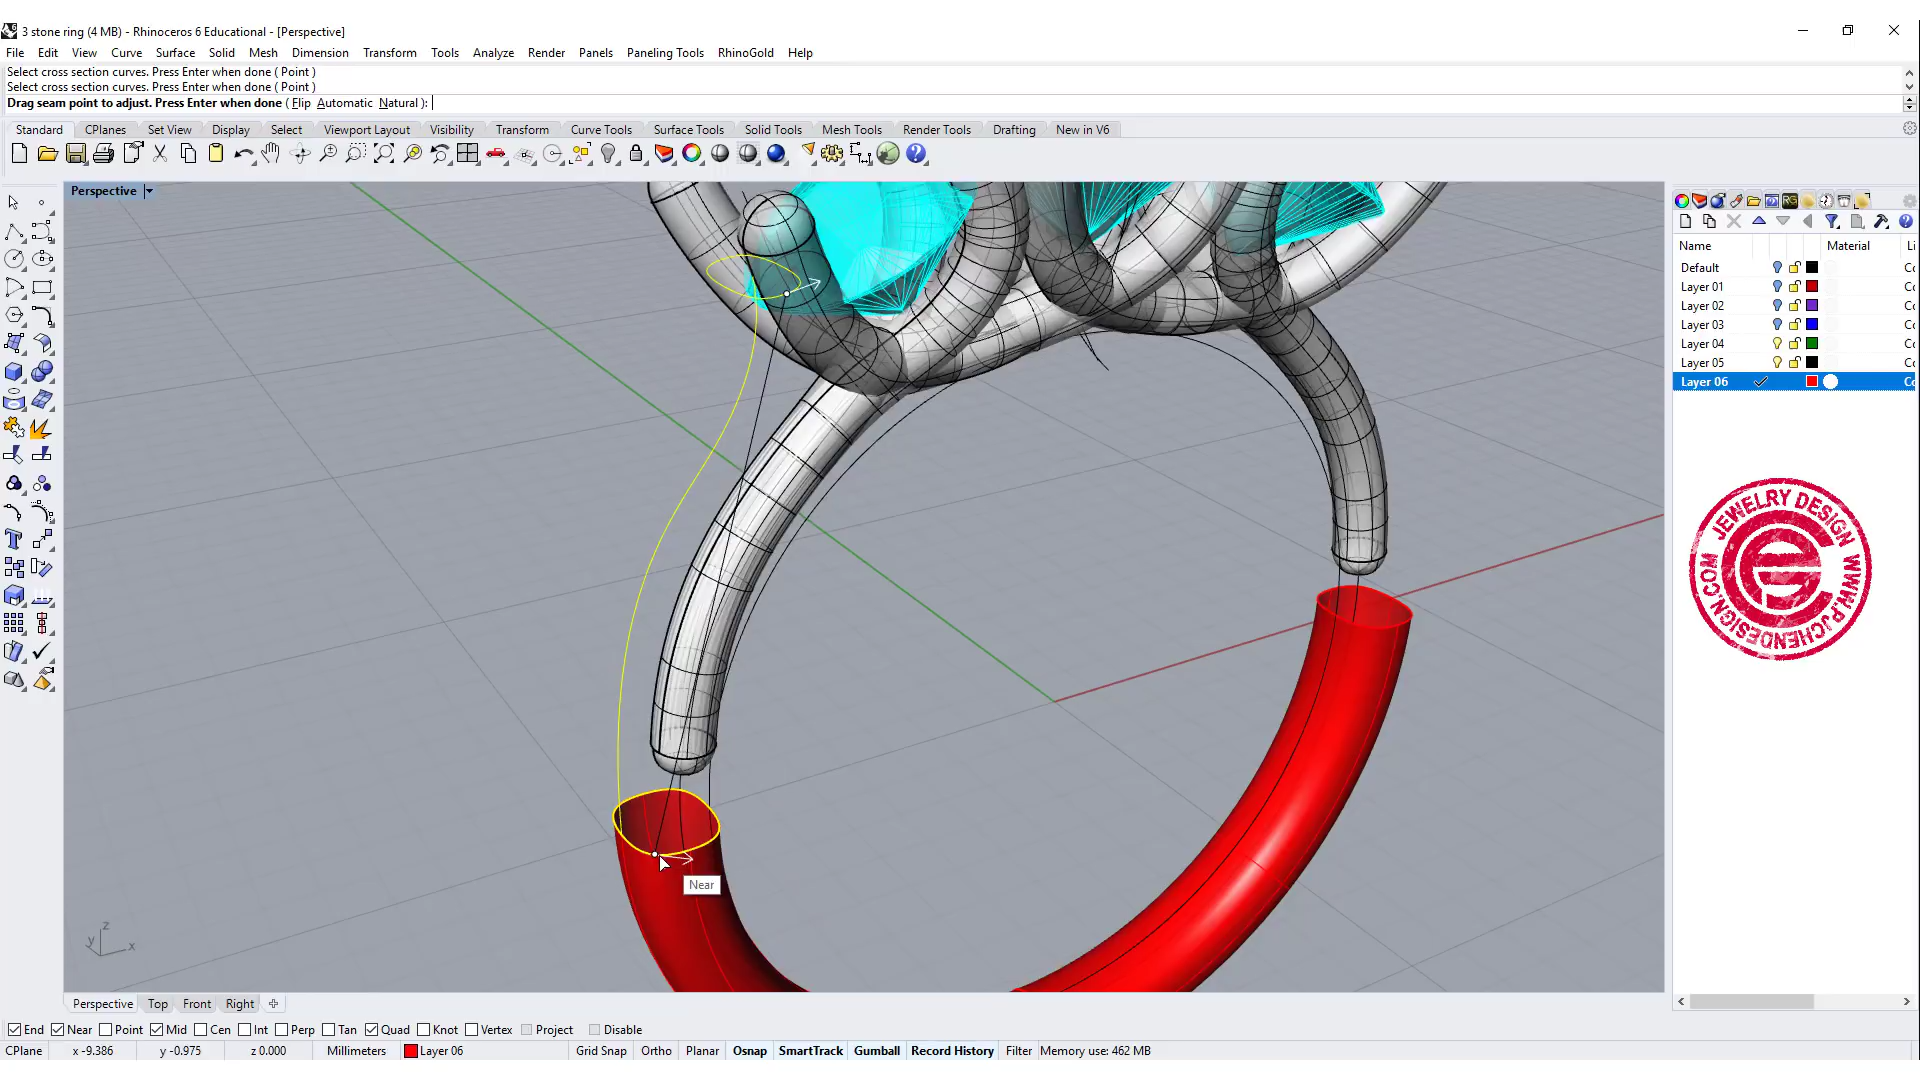 3 stone ring (4 MB) - Rhinoceros 6 Educational - [Perspective]
File Edit View Curve Surface Solid Mesh Dimension Transform Tools Analyze Render Panels Paneling Tools RhinoGold Help
Select cross section curves. Press Enter when done ( Point )
Select cross section curves. Press Enter when done ( Point )
Drag seam point to adjust. Press Enter when done ( Flip Automatic Natural ):
Standard CPlanes Set View Display Select Viewport Layout Visibility Transform Curve Tools Surface Tools Solid Tools Mesh Tools Render Tools Drafting New in V6
Perspective
Name Material Li
Default
Layer 01
Layer 02
Layer 03
Layer 04
Layer 05
Layer 06
JEWELRY DESIGN WWW.PJCHENDESIGN.COM
Near
z
y x
Perspective Top Front Right
End Near Point Mid Cen Int Perp Tan Quad Knot Vertex Project Disable
CPlane x -9.386 y -0.975 z 0.000 Millimeters Layer 06 Grid Snap Ortho Planar Osnap SmartTrack Gumball Record History Filter Memory use: 462 MB